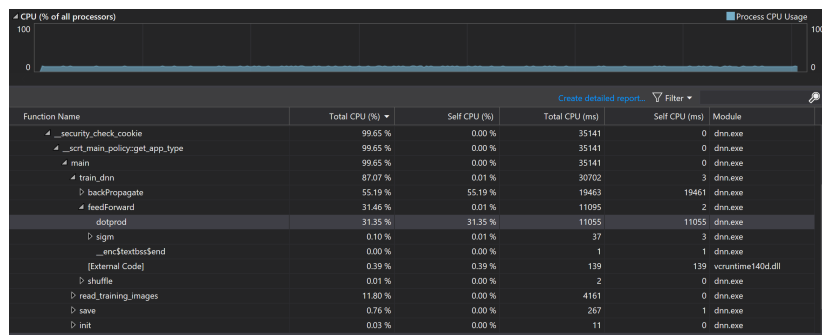 CPU (% of all processors) Process CPU Usage
100 100
0 0
Create detailed report... Filter
Function Name Total CPU (%) Self CPU (%) Total CPU (ms) Self CPU (ms) Module
__security_check_cookie 99.65 % 0.00 % 35141 0 dnn.exe
__scrt_main_policy::get_app_type 99.65 % 0.00 % 35141 0 dnn.exe
main 99.65 % 0.00 % 35141 0 dnn.exe
train_dnn 87.07 % 0.01 % 30702 3 dnn.exe
backPropagate 55.19 % 55.19 % 19463 19461 dnn.exe
feedForward 31.46 % 0.01 % 11095 2 dnn.exe
dotprod 31.35 % 31.35 % 11055 11055 dnn.exe
sigm 0.10 % 0.01 % 37 3 dnn.exe
__enc$textbss$end 0.00 % 0.00 % 1 1 dnn.exe
[External Code] 0.39 % 0.39 % 139 139 vcruntime140d.dll
shuffle 0.01 % 0.00 % 2 0 dnn.exe
read_training_images 11.80 % 0.00 % 4161 0 dnn.exe
save 0.76 % 0.00 % 267 1 dnn.exe
init 0.03 % 0.00 % 11 0 dnn.exe